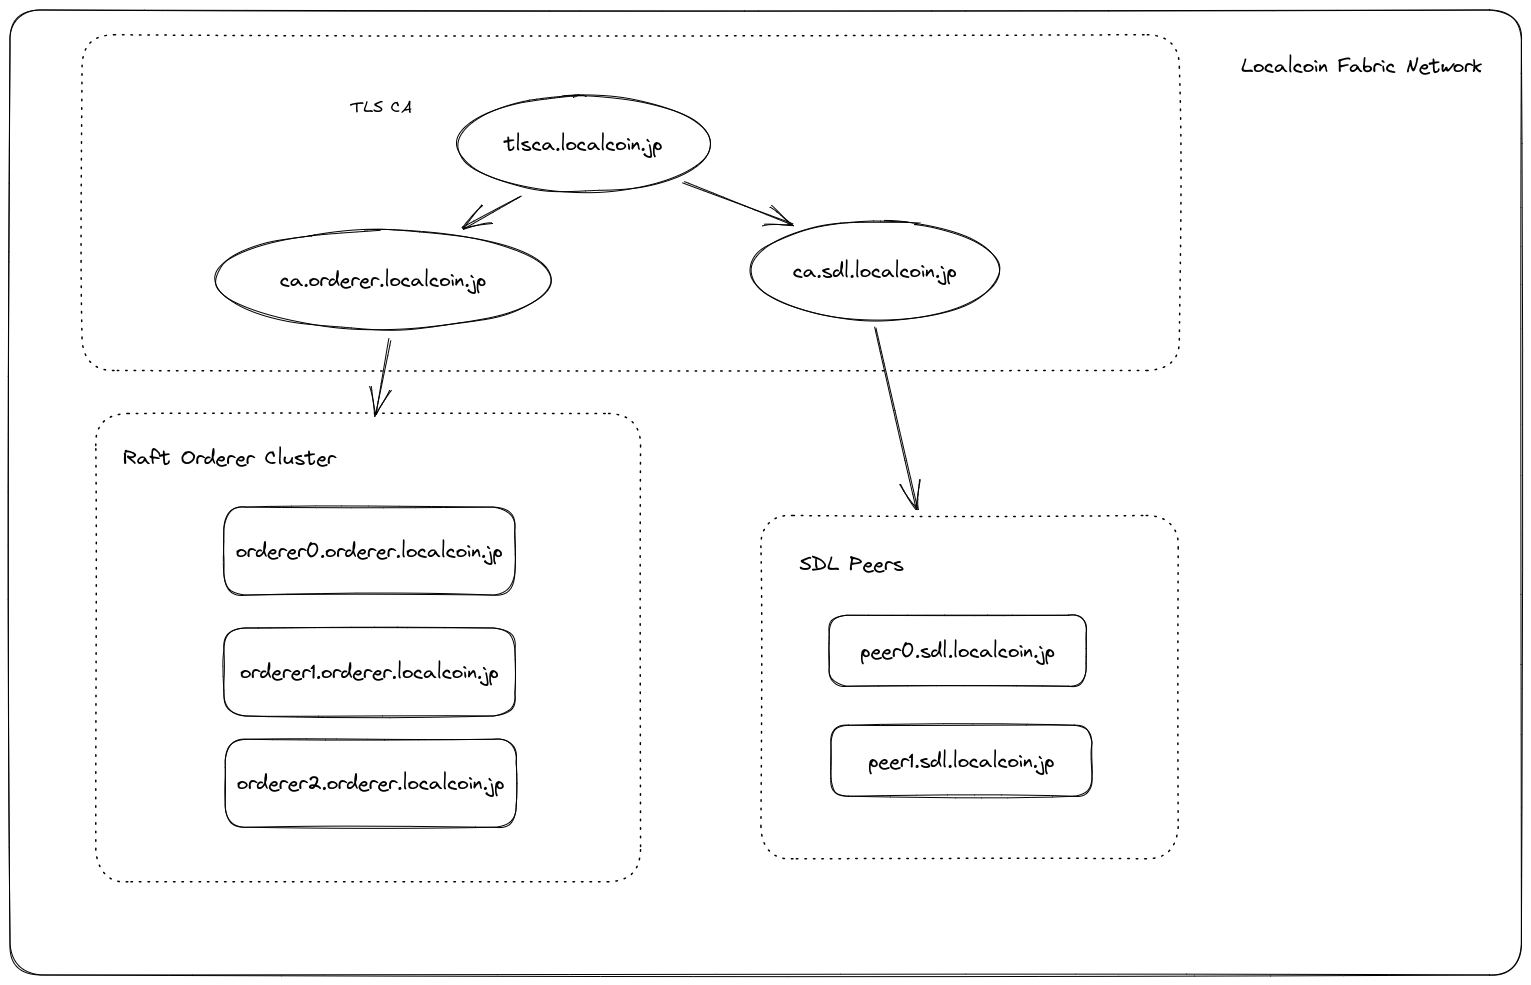 Localcoin Fabric Network
TLS CA
tlsca.localcoin.jp
ca.orderer.localcoin.jp
ca.sdl.localcoin.jp
Raft Orderer Cluster
orderer0.orderer.localcoin.jp
orderer1.orderer.localcoin.jp
orderer2.orderer.localcoin.jp
SDL Peers
peer0.sdl.localcoin.jp
peer1.sdl.localcoin.jp